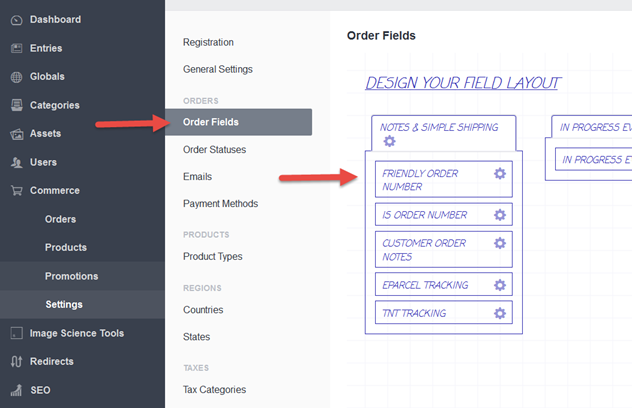 Dashboard
Entries
Globals
Categories
Assets
Users
Commerce
Orders
Products
Promotions
Settings
Image Science Tools
Redirects
SEO
Registration
General Settings
ORDERS
Order Fields
Order Statuses
Emails
Payment Methods
PRODUCTS
Product Types
REGIONS
Countries
States
TAXES
Tax Categories
Order Fields
DESIGN YOUR FIELD LAYOUT
NOTES & SIMPLE SHIPPING
FRIENDLY ORDER
NUMBER
IS ORDER NUMBER
CUSTOMER ORDER
NOTES
EPARCEL TRACKING
TNT TRACKING
IN PROGRESS EV
IN PROGRESS E